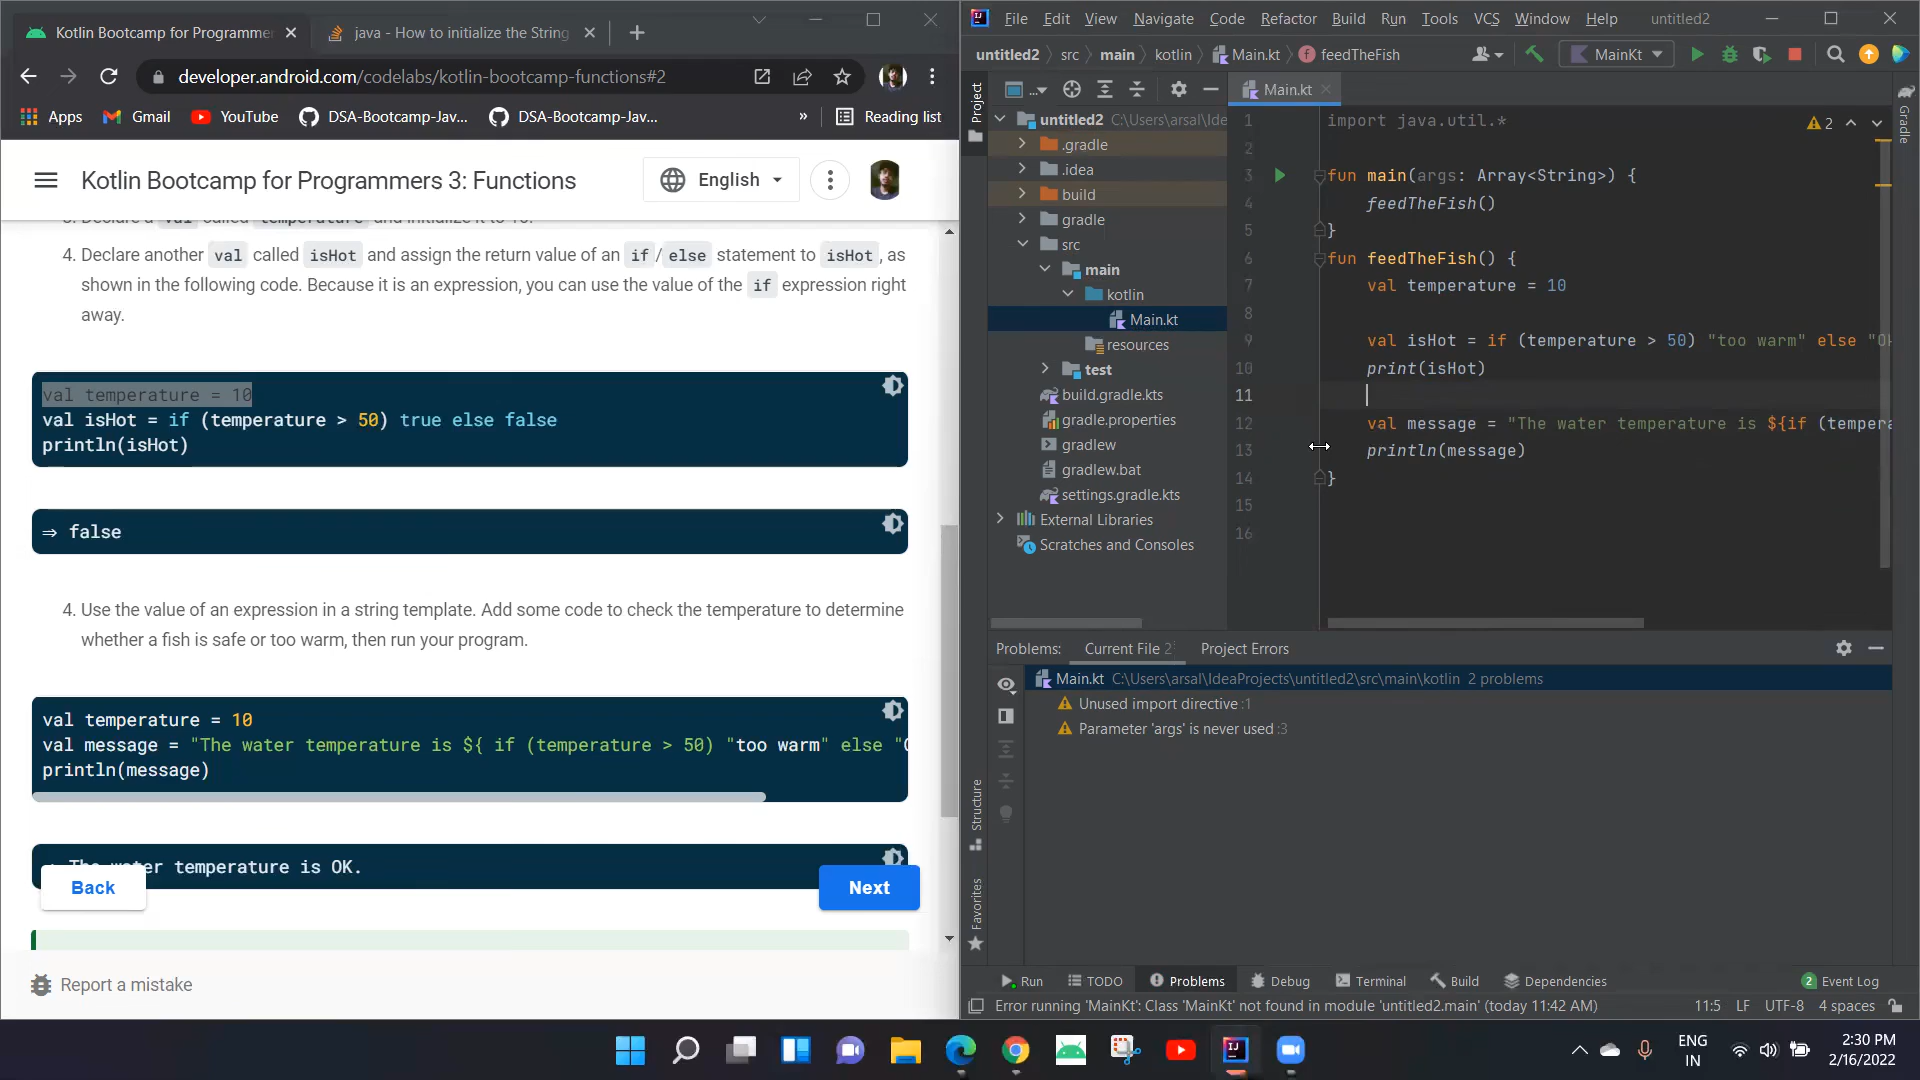 Kotlin Bootcamp for Programme
java - How to initialize the String
developer.android.com/codelabs/kotlin-bootcamp-functions#2
Apps
Gmail
YouTube
DSA-Bootcamp-Jav...
DSA-Bootcamp-Jav...
»
Reading list
Kotlin Bootcamp for Programmers 3: Functions
English
4. Declare another val called isHot and assign the return value of an if/else statement to isHot, as
shown in the following code. Because it is an expression, you can use the value of the if expression right
away.
val temperature = 10
val isHot = if (temperature > 50) true else false
println(isHot)
⇒ false
4. Use the value of an expression in a string template. Add some code to check the temperature to determine
whether a fish is safe or too warm, then run your program.
val temperature = 10
val message = "The water temperature is ${ if (temperature > 50) "too warm" else "
println(message)
temperature is OK.
Back
Next
Report a mistake
File Edit View Navigate Code Refactor Build Run Tools VCS Window Help untitled2
untitled2 src main kotlin Main.kt feedTheFish
MainKt
Project
...
Main.kt
Gradle
untitled2 C:\Users\arsal\Ide
.gradle
.idea
build
gradle
src
main
kotlin
Main.kt
resources
test
build.gradle.kts
gradle.properties
gradlew
gradlew.bat
settings.gradle.kts
External Libraries
Scratches and Consoles
2
1 import java.util.*
2
3 fun main(args: Array<String>) {
4 feedTheFish()
5 }
6 fun feedTheFish() {
7 val temperature = 10
8
9 val isHot = if (temperature > 50) "too warm" else "O
10 print(isHot)
11
12 val message = "The water temperature is ${if (tempera
13 println(message)
14 }
15
16
Problems: Current File 2 Project Errors
Main.kt C:\Users\arsal\IdeaProjects\untitled2\src\main\kotlin 2 problems
Unused import directive :1
Parameter 'args' is never used :3
Structure
Favorites
Run TODO Problems Debug Terminal Build Dependencies
2 Event Log
Error running 'MainKt': Class 'MainKt' not found in module 'untitled2.main' (today 11:42 AM)
11:5 LF UTF-8 4 spaces
ENG
IN
2:30 PM
2/16/2022